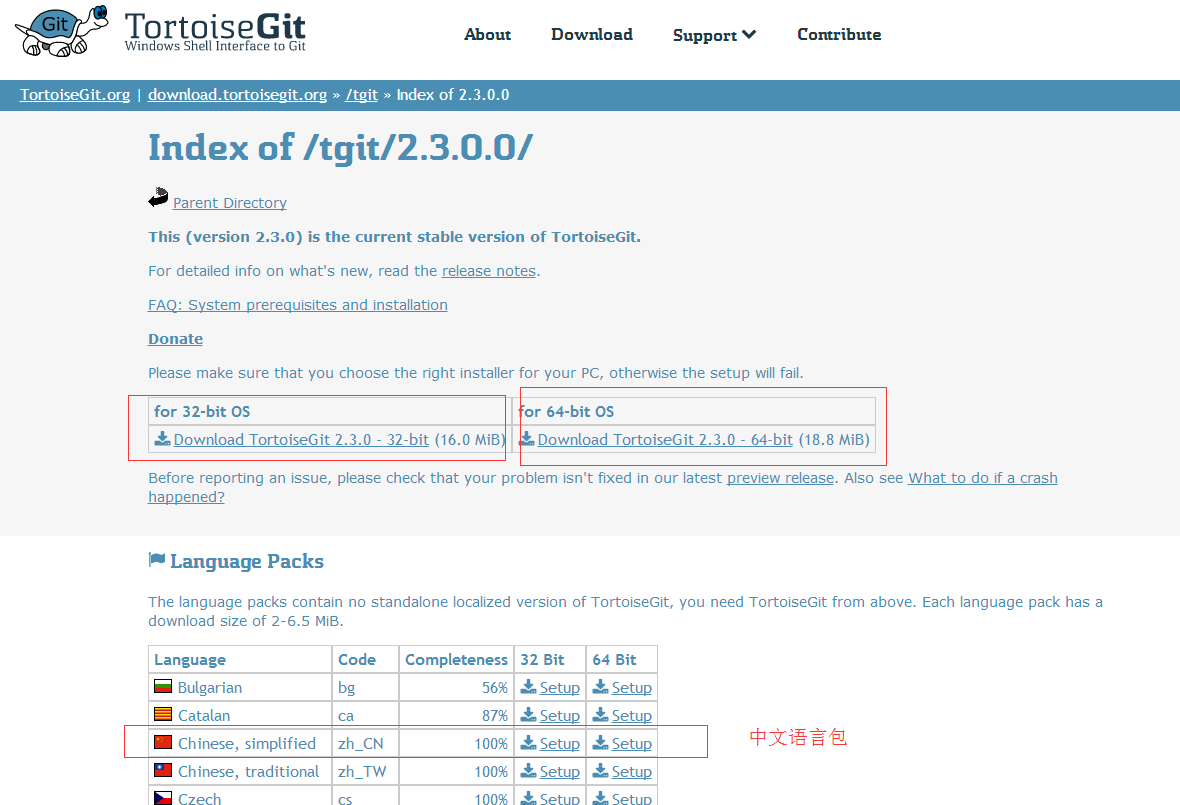 Git TortoiseGit
Windows Shell Interface to Git
About Download Support Contribute
TortoiseGit.org | download.tortoisegit.org » /tgit » Index of 2.3.0.0
Index of /tgit/2.3.0.0/
Parent Directory
This (version 2.3.0) is the current stable version of TortoiseGit.
For detailed info on what's new, read the release notes.
FAQ: System prerequisites and installation
Donate
Please make sure that you choose the right installer for your PC, otherwise the setup will fail.
for 32-bit OS for 64-bit OS
Download TortoiseGit 2.3.0 - 32-bit (16.0 MiB) Download TortoiseGit 2.3.0 - 64-bit (18.8 MiB)
Before reporting an issue, please check that your problem isn't fixed in our latest preview release. Also see What to do if a crash
happened?
Language Packs
The language packs contain no standalone localized version of TortoiseGit, you need TortoiseGit from above. Each language pack has a
download size of 2-6.5 MiB.
Language Code Completeness 32 Bit 64 Bit
Bulgarian bg 56% Setup Setup
Catalan ca 87% Setup Setup
Chinese, simplified zh_CN 100% Setup Setup 中文语言包
Chinese, traditional zh_TW 100% Setup Setup
Czech cs 100% Setup Setup